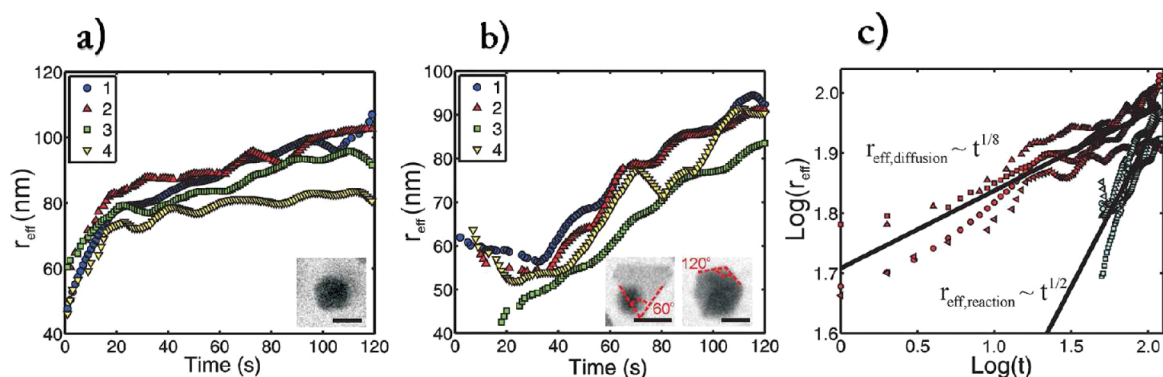 a)
120
100
80
60
40
r_eff (nm)
1
2
3
4
0 20 40 60 80 100 120
Time (s)
b)
100
90
80
70
60
50
40
r_eff (nm)
1
2
3
4
120°
60°
0 20 40 60 80 100 120
Time (s)
c)
2.0
1.9
1.8
1.7
1.6
Log(r_eff)
r_eff,diffusion ~ t^1/8
r_eff,reaction ~ t^1/2
0 0.5 1.0 1.5 2.0
Log(t)